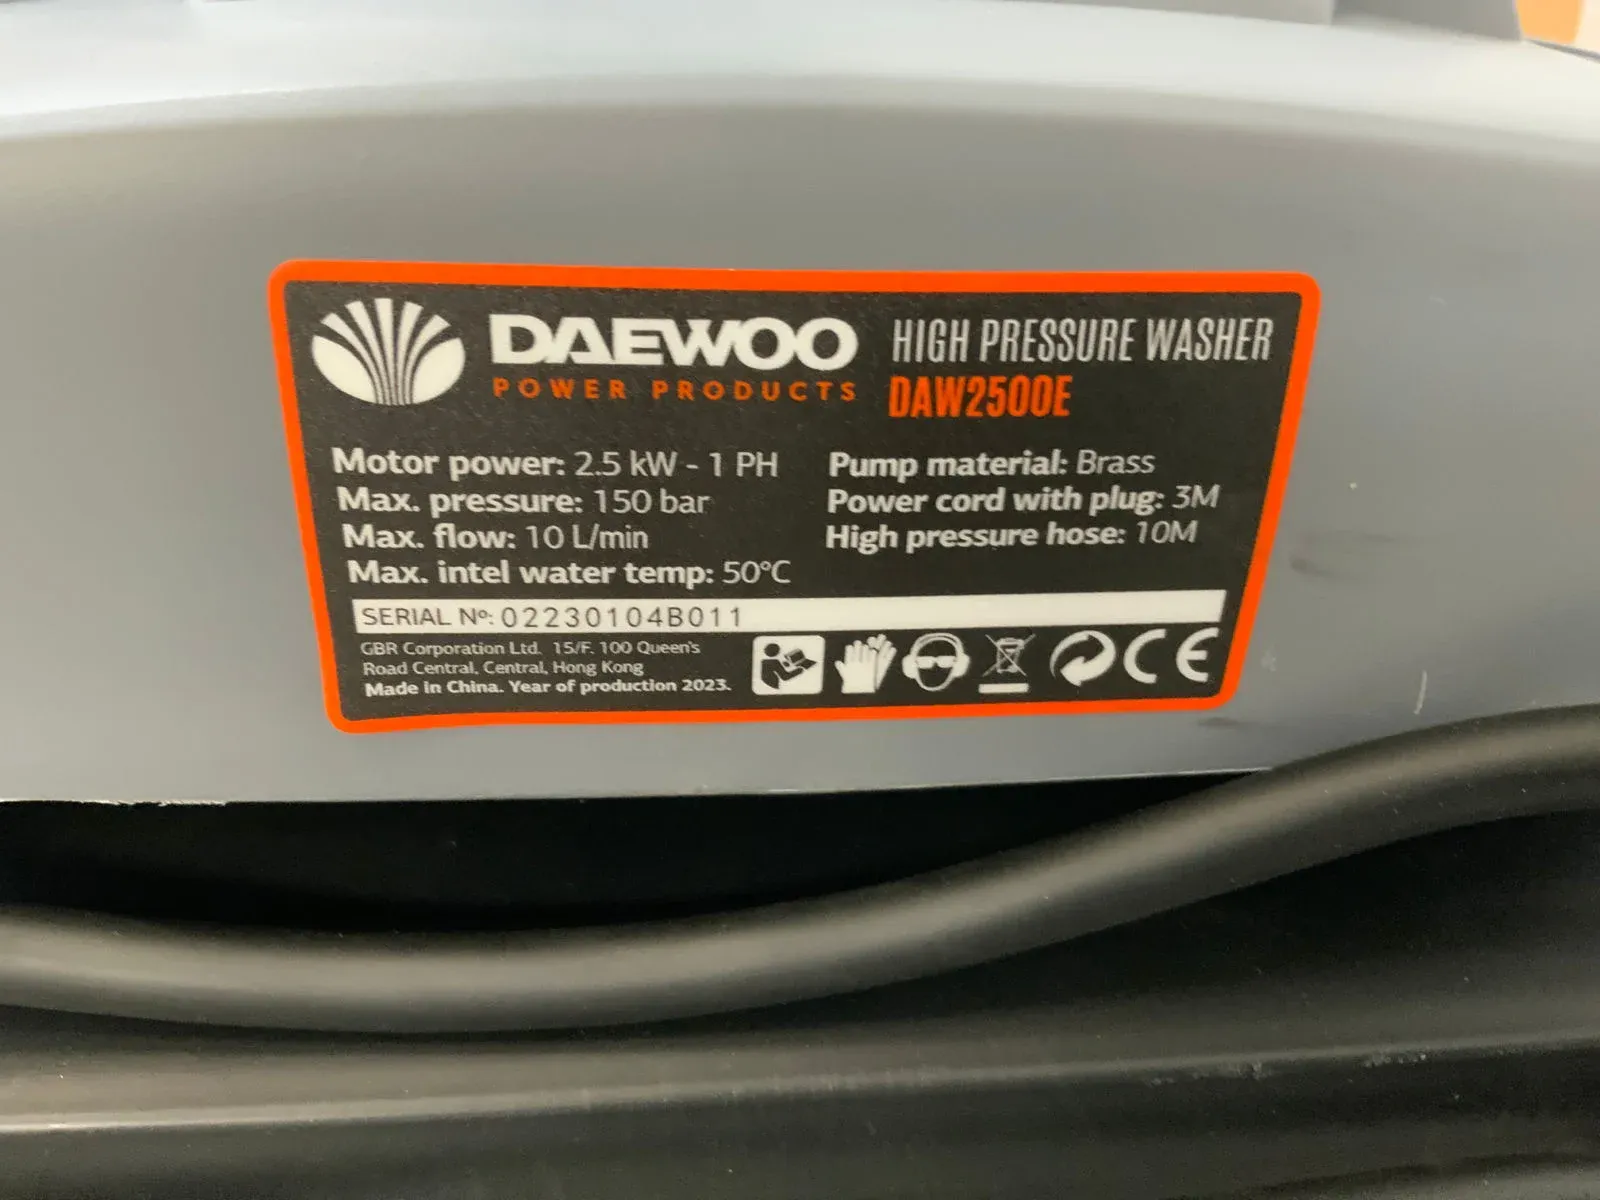 DAEWOO
POWER PRODUCTS
HIGH PRESSURE WASHER
DAW2500E
Motor power: 2.5 kW - 1 PH
Max. pressure: 150 bar
Max. flow: 10 L/min
Max. intel water temp: 50°C
Pump material: Brass
Power cord with plug: 3M
High pressure hose: 10M
SERIAL Nº: 02230104B011
GBR Corporation Ltd. 15/F. 100 Queen's
Road Central, Central, Hong Kong
Made in China. Year of production 2023.
CE